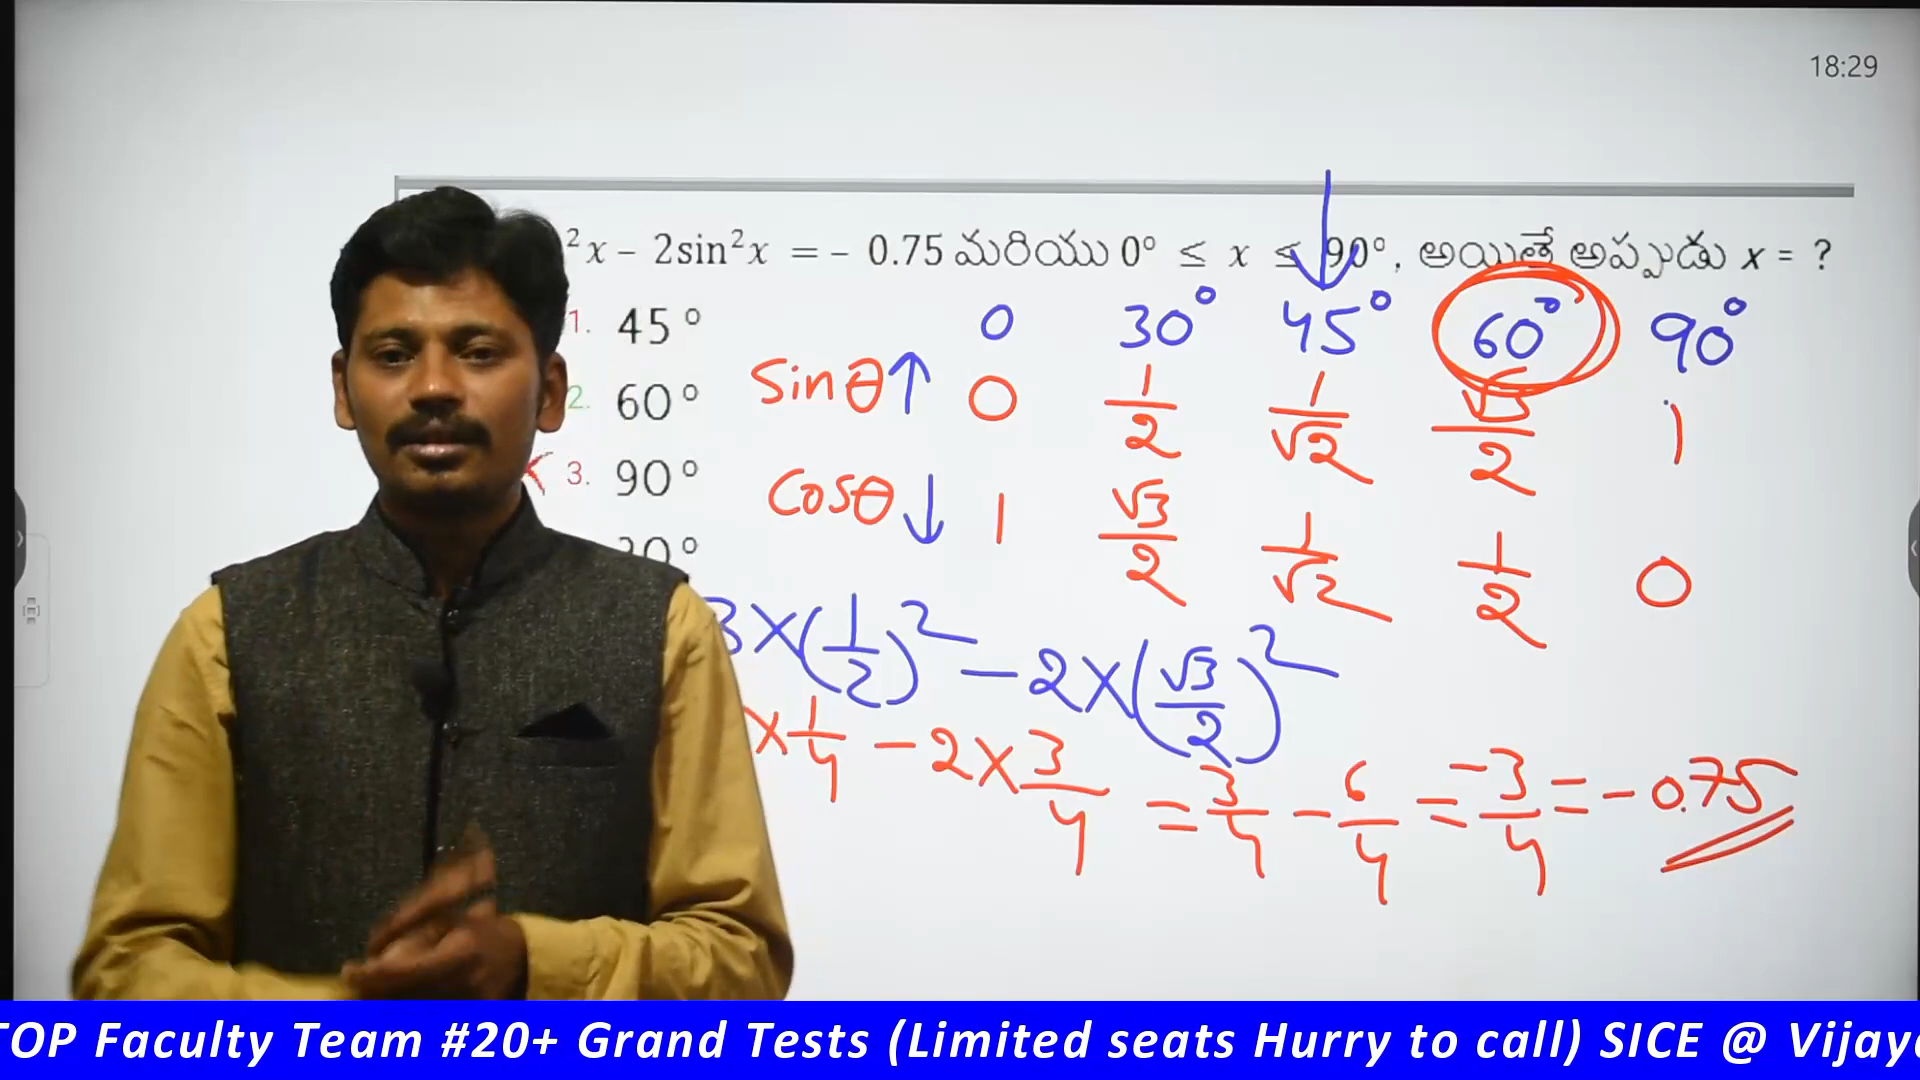 18:29
²x – 2sin²x = – 0.75 మరియు 0° ≤ x ≤ 90°, అయితే అప్పుడు x = ?
1. 45° 0 30° 45° 60° 90°
sinθ↑ 0 1/2 1/√2 √3/2 1
2. 60°
3. 90°
cosθ↓ 1 √3/2 1/√2 1/2 0
30°
3×(1/2)² – 2×(√3/2)²
×1/4 – 2×3/4 = 3/4 – 6/4 = –3/4 = – 0.75
TOP Faculty Team #20+ Grand Tests (Limited seats Hurry to call) SICE @ Vijay